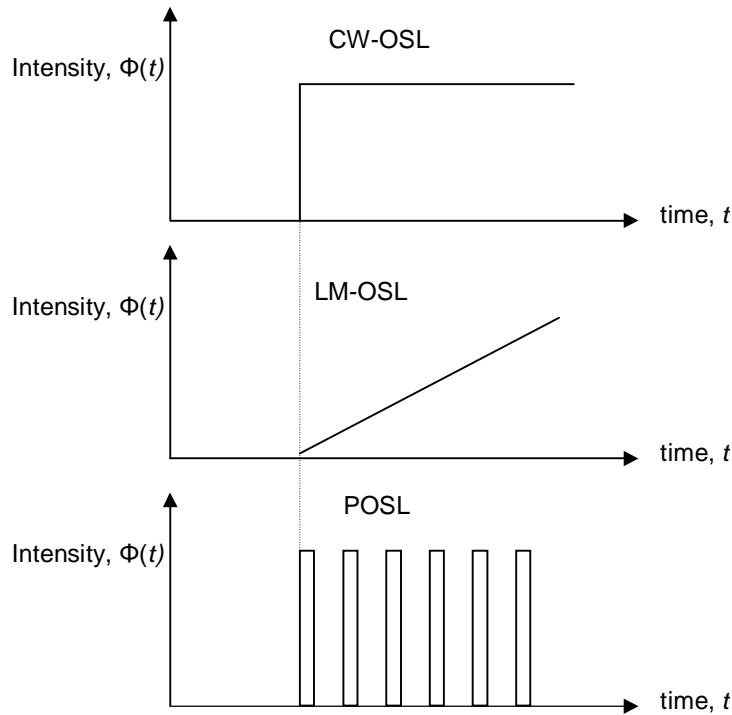 CW-OSL
Intensity, Φ(t)
time, t
LM-OSL
Intensity, Φ(t)
time, t
POSL
Intensity, Φ(t)
time, t